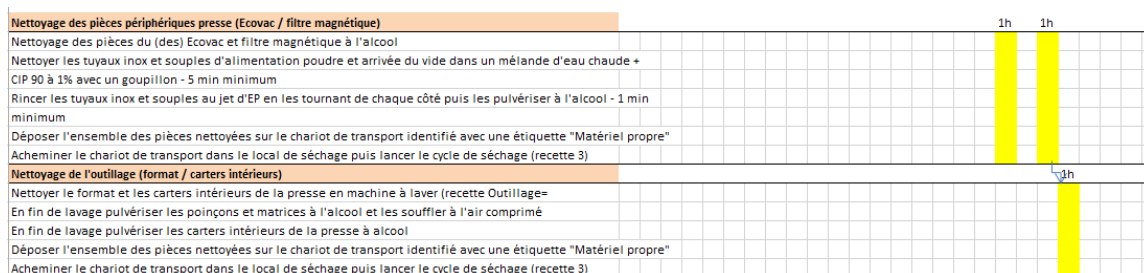 Nettoyage des pièces périphériques presse (Ecovac / filtre magnétique) 1h 1h
Nettoyage des pièces du (des) Ecovac et filtre magnétique à l'alcool
Nettoyer les tuyaux inox et souples d'alimentation poudre et arrivée du vide dans un mélande d'eau chaude +
CIP 90 à 1% avec un goupillon - 5 min minimum
Rincer les tuyaux inox et souples au jet d'EP en les tournant de chaque côté puis les pulvériser à l'alcool - 1 min
minimum
Déposer l'ensemble des pièces nettoyées sur le chariot de transport identifié avec une étiquette "Matériel propre"
Acheminer le chariot de transport dans le local de séchage puis lancer le cycle de séchage (recette 3)
Nettoyage de l'outillage (format / carters intérieurs) 1h
Nettoyer le format et les carters intérieurs de la presse en machine à laver (recette Outillage=
En fin de lavage pulvériser les poinçons et matrices à l'alcool et les souffler à l'air comprimé
En fin de lavage pulvériser les carters intérieurs de la presse à alcool
Déposer l'ensemble des pièces nettoyées sur le chariot de transport identifié avec une étiquette "Matériel propre"
Acheminer le chariot de transport dans le local de séchage puis lancer le cycle de séchage (recette 3)